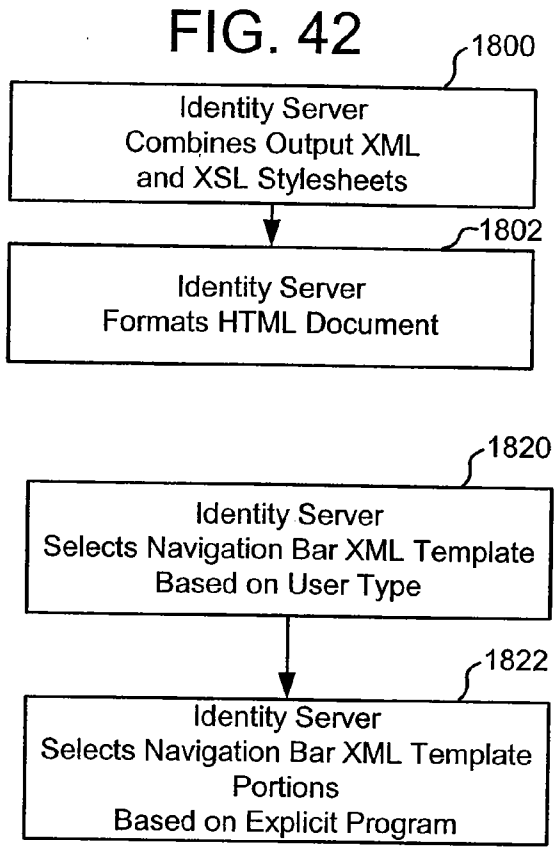 FIG. 42
1800
Identity Server
Combines Output XML
and XSL Stylesheets
1802
Identity Server
Formats HTML Document
1820
Identity Server
Selects Navigation Bar XML Template
Based on User Type
1822
Identity Server
Selects Navigation Bar XML Template
Portions
Based on Explicit Program